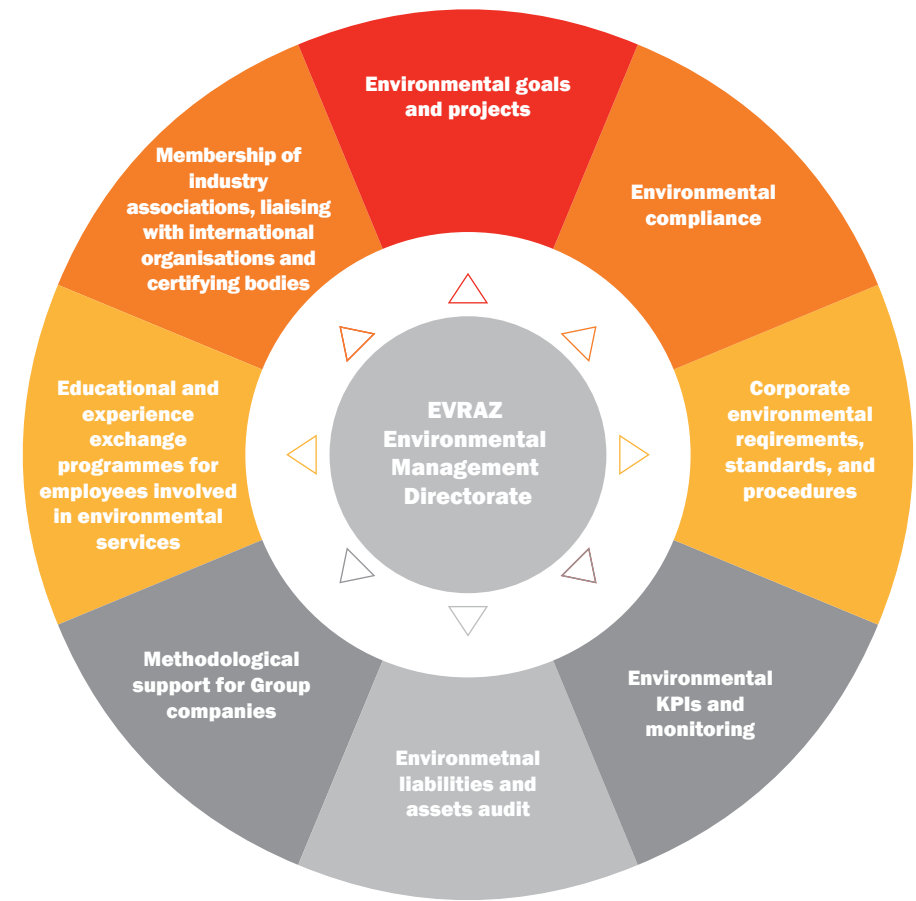 Environmental goals
and projects
Environmental
compliance
Corporate
environmental
reqirements,
standards, and
procedures
Environmental
KPIs and
monitoring
Environmetnal
liabilities and
assets audit
Methodological
support for Group
companies
Educational and
experience
exchange
programmes for
employees involved
in environmental
services
Membership of
industry
associations, liaising
with international
organisations and
certifying bodies
EVRAZ
Environmental
Management
Directorate